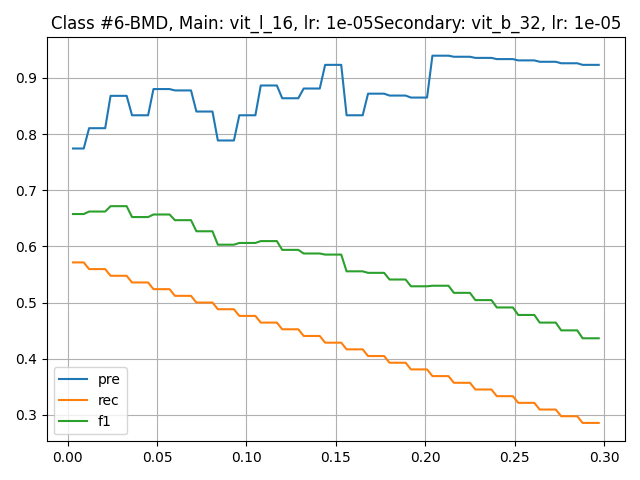 Class #6-BMD, Main: vit_l_16, lr: 1e-05Secondary: vit_b_32, lr: 1e-05
0.9
0.8
0.7
0.6
0.5
0.4
0.3
pre
rec
f1
0.00 0.05 0.10 0.15 0.20 0.25 0.30